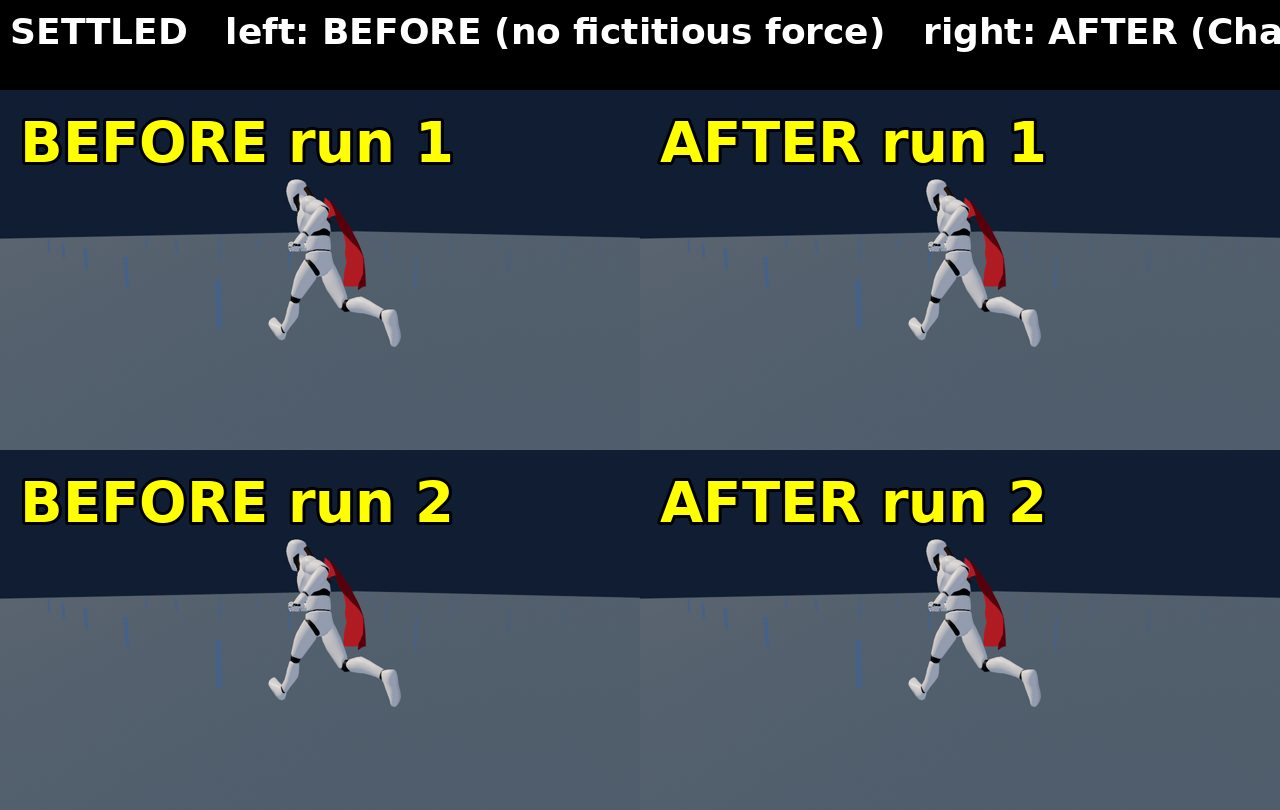 SETTLED left: BEFORE (no fictitious force) right: AFTER (Cha
BEFORE run 1
AFTER run 1
BEFORE run 2
AFTER run 2